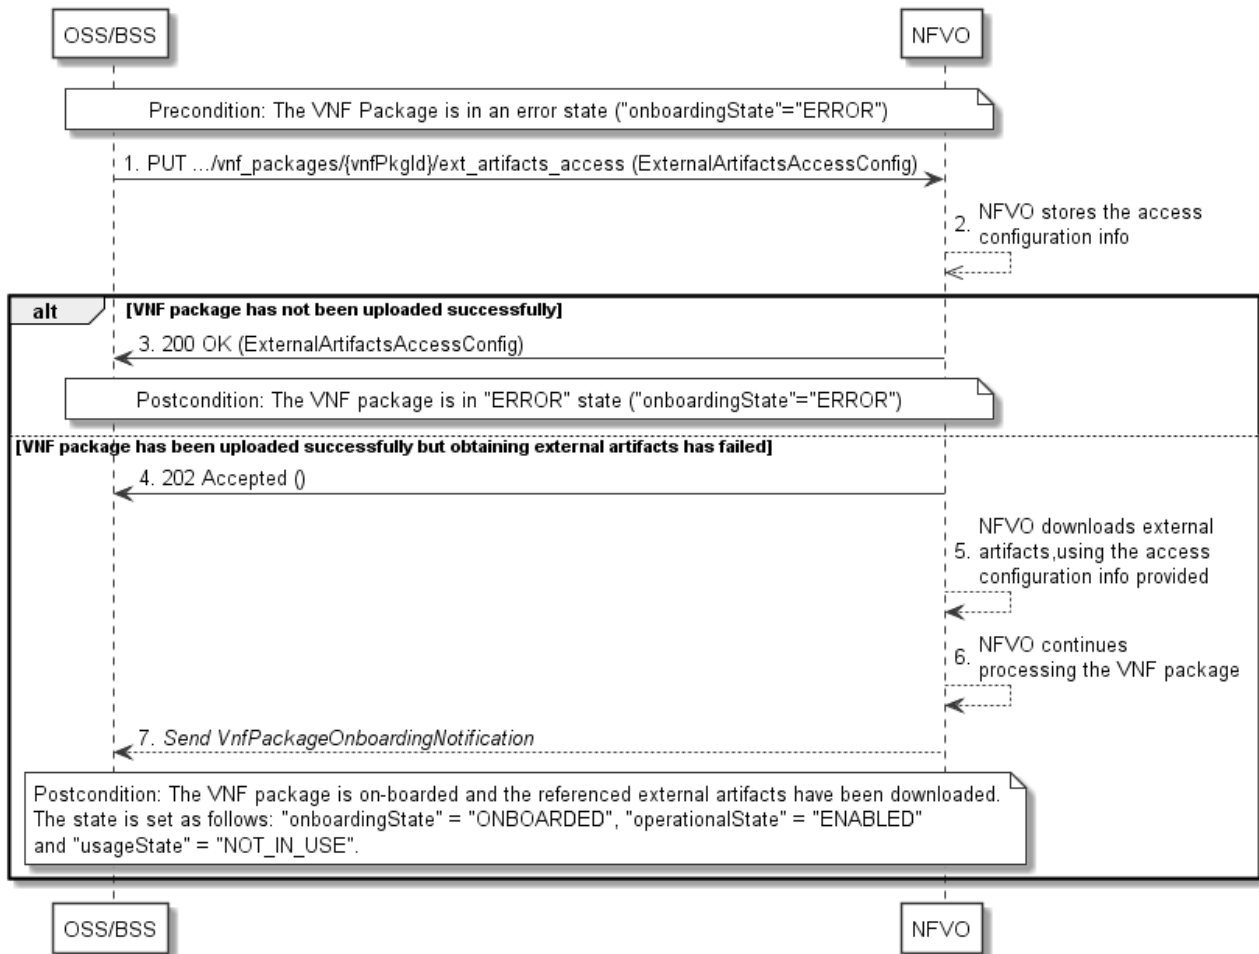 OSS/BSS
NFVO
Precondition: The VNF Package is in an error state ("onboardingState"="ERROR")
1. PUT .../vnf_packages/{vnfPkgId}/ext_artifacts_access (ExternalArtifactsAccessConfig)
2. NFVO stores the access
configuration info
alt
[VNF package has not been uploaded successfully]
3. 200 OK (ExternalArtifactsAccessConfig)
Postcondition: The VNF package is in "ERROR" state ("onboardingState"="ERROR")
[VNF package has been uploaded successfully but obtaining external artifacts has failed]
4. 202 Accepted ()
NFVO downloads external
5. artifacts,using the access
configuration info provided
6. NFVO continues
processing the VNF package
7. Send VnfPackageOnboardingNotification
Postcondition: The VNF package is on-boarded and the referenced external artifacts have been downloaded.
The state is set as follows: "onboardingState" = "ONBOARDED", "operationalState" = "ENABLED"
and "usageState" = "NOT_IN_USE".
OSS/BSS
NFVO